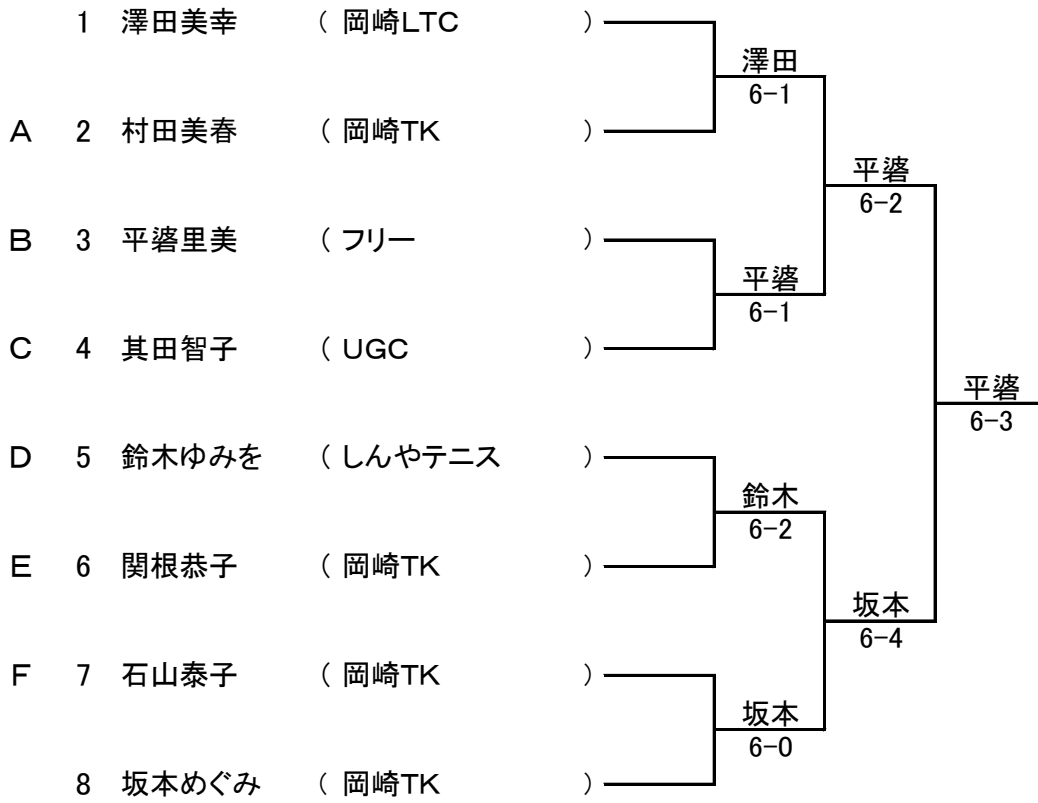 1 澤田美幸 ( 岡崎LTC )
澤田
6-1
A 2 村田美春 ( 岡崎TK )
平婆
6-2
B 3 平婆里美 ( フリー )
平婆
6-1
C 4 其田智子 ( UGC )
平婆
6-3
D 5 鈴木ゆみを ( しんやテニス )
鈴木
6-2
E 6 関根恭子 ( 岡崎TK )
坂本
6-4
F 7 石山泰子 ( 岡崎TK )
坂本
6-0
8 坂本めぐみ ( 岡崎TK )